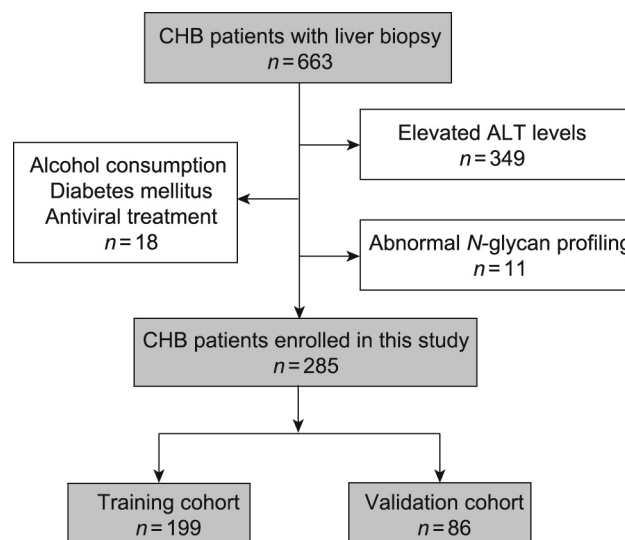 CHB patients with liver biopsy
n=663
Elevated ALT levels
n=349
Alcohol consumption
Diabetes mellitus
Antiviral treatment
n=18
Abnormal N-glycan profiling
n=11
CHB patients enrolled in this study
n=285
Training cohort
n=199
Validation cohort
n=86